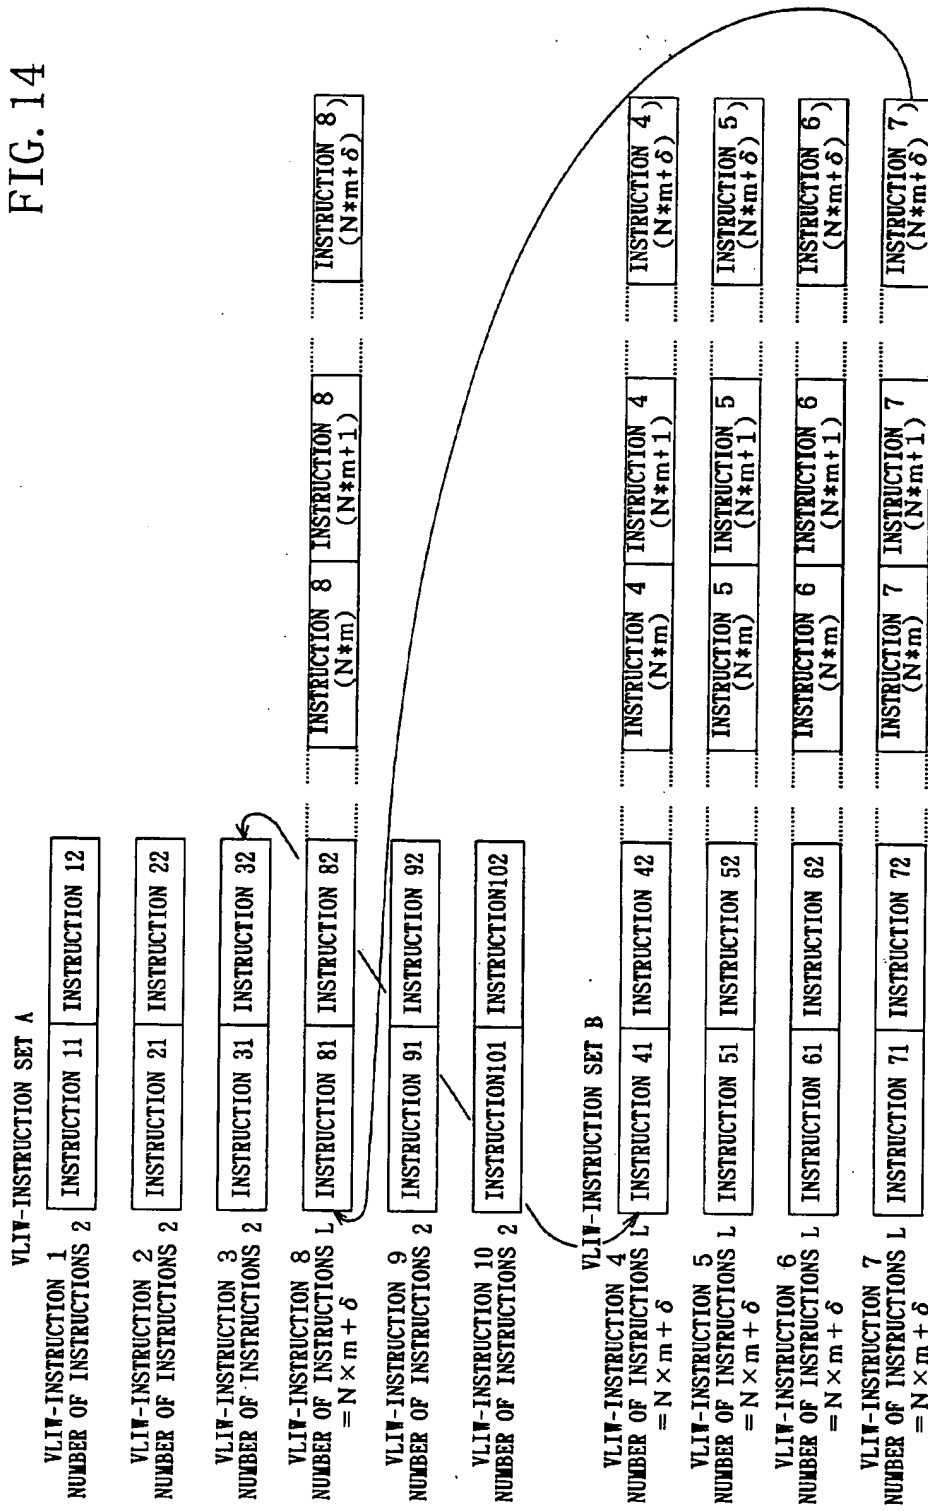 FIG. 14
VLIW-INSTRUCTION SET A
VLIW-INSTRUCTION 1
NUMBER OF INSTRUCTIONS 2
INSTRUCTION 11
INSTRUCTION 12
VLIW-INSTRUCTION 2
NUMBER OF INSTRUCTIONS 2
INSTRUCTION 21
INSTRUCTION 22
VLIW-INSTRUCTION 3
NUMBER OF INSTRUCTIONS 2
INSTRUCTION 31
INSTRUCTION 32
VLIW-INSTRUCTION 8
NUMBER OF INSTRUCTIONS L
=N×m+δ
INSTRUCTION 81
INSTRUCTION 82
INSTRUCTION 8
(N*m)
INSTRUCTION 8
(N*m+1)
INSTRUCTION 8
(N*m+δ)
VLIW-INSTRUCTION 9
NUMBER OF INSTRUCTIONS 2
INSTRUCTION 91
INSTRUCTION 92
VLIW-INSTRUCTION 10
NUMBER OF INSTRUCTIONS 2
INSTRUCTION101
INSTRUCTION102
VLIW-INSTRUCTION SET B
VLIW-INSTRUCTION 4
NUMBER OF INSTRUCTIONS L
=N×m+δ
INSTRUCTION 41
INSTRUCTION 42
INSTRUCTION 4
(N*m)
INSTRUCTION 4
(N*m+1)
INSTRUCTION 4
(N*m+δ)
VLIW-INSTRUCTION 5
NUMBER OF INSTRUCTIONS L
=N×m+δ
INSTRUCTION 51
INSTRUCTION 52
INSTRUCTION 5
(N*m)
INSTRUCTION 5
(N*m+1)
INSTRUCTION 5
(N*m+δ)
VLIW-INSTRUCTION 6
NUMBER OF INSTRUCTIONS L
=N×m+δ
INSTRUCTION 61
INSTRUCTION 62
INSTRUCTION 6
(N*m)
INSTRUCTION 6
(N*m+1)
INSTRUCTION 6
(N*m+δ)
VLIW-INSTRUCTION 7
NUMBER OF INSTRUCTIONS L
=N×m+δ
INSTRUCTION 71
INSTRUCTION 72
INSTRUCTION 7
(N*m)
INSTRUCTION 7
(N*m+1)
INSTRUCTION 7
(N*m+δ)